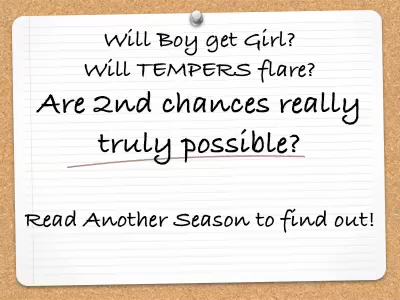 Will Boy get Girl?
Will TEMPERS flare?
Are 2nd chances really
truly possible?
Read Another Season to find out!